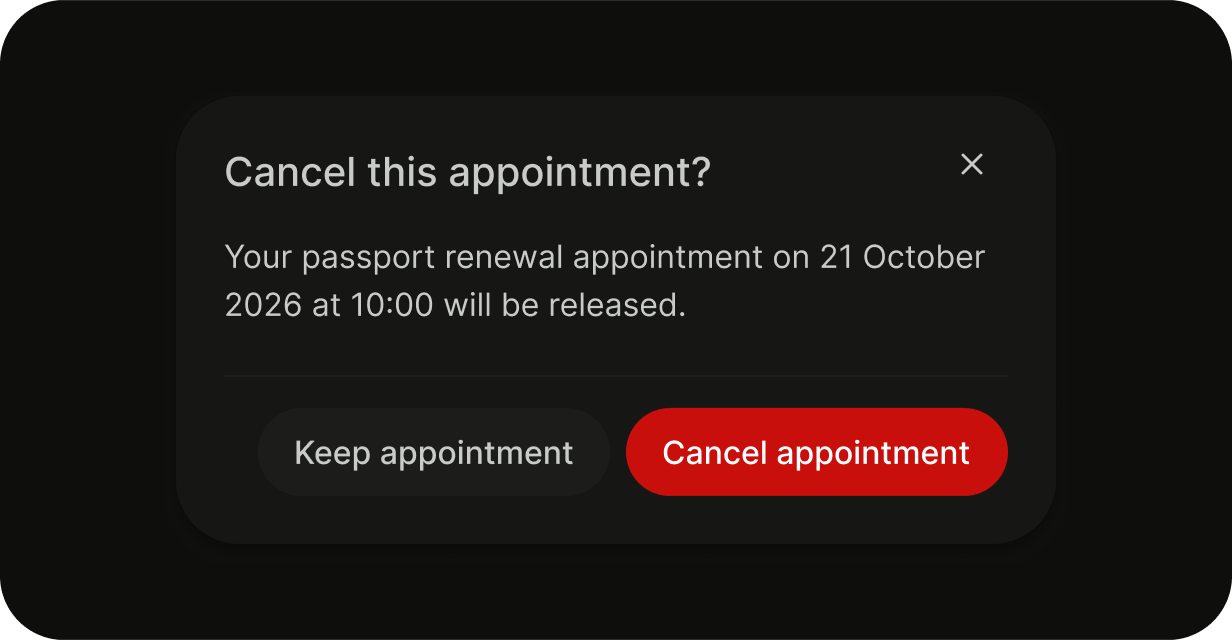 Cancel this appointment?
Your passport renewal appointment on 21 October
2026 at 10:00 will be released.
Keep appointment
Cancel appointment